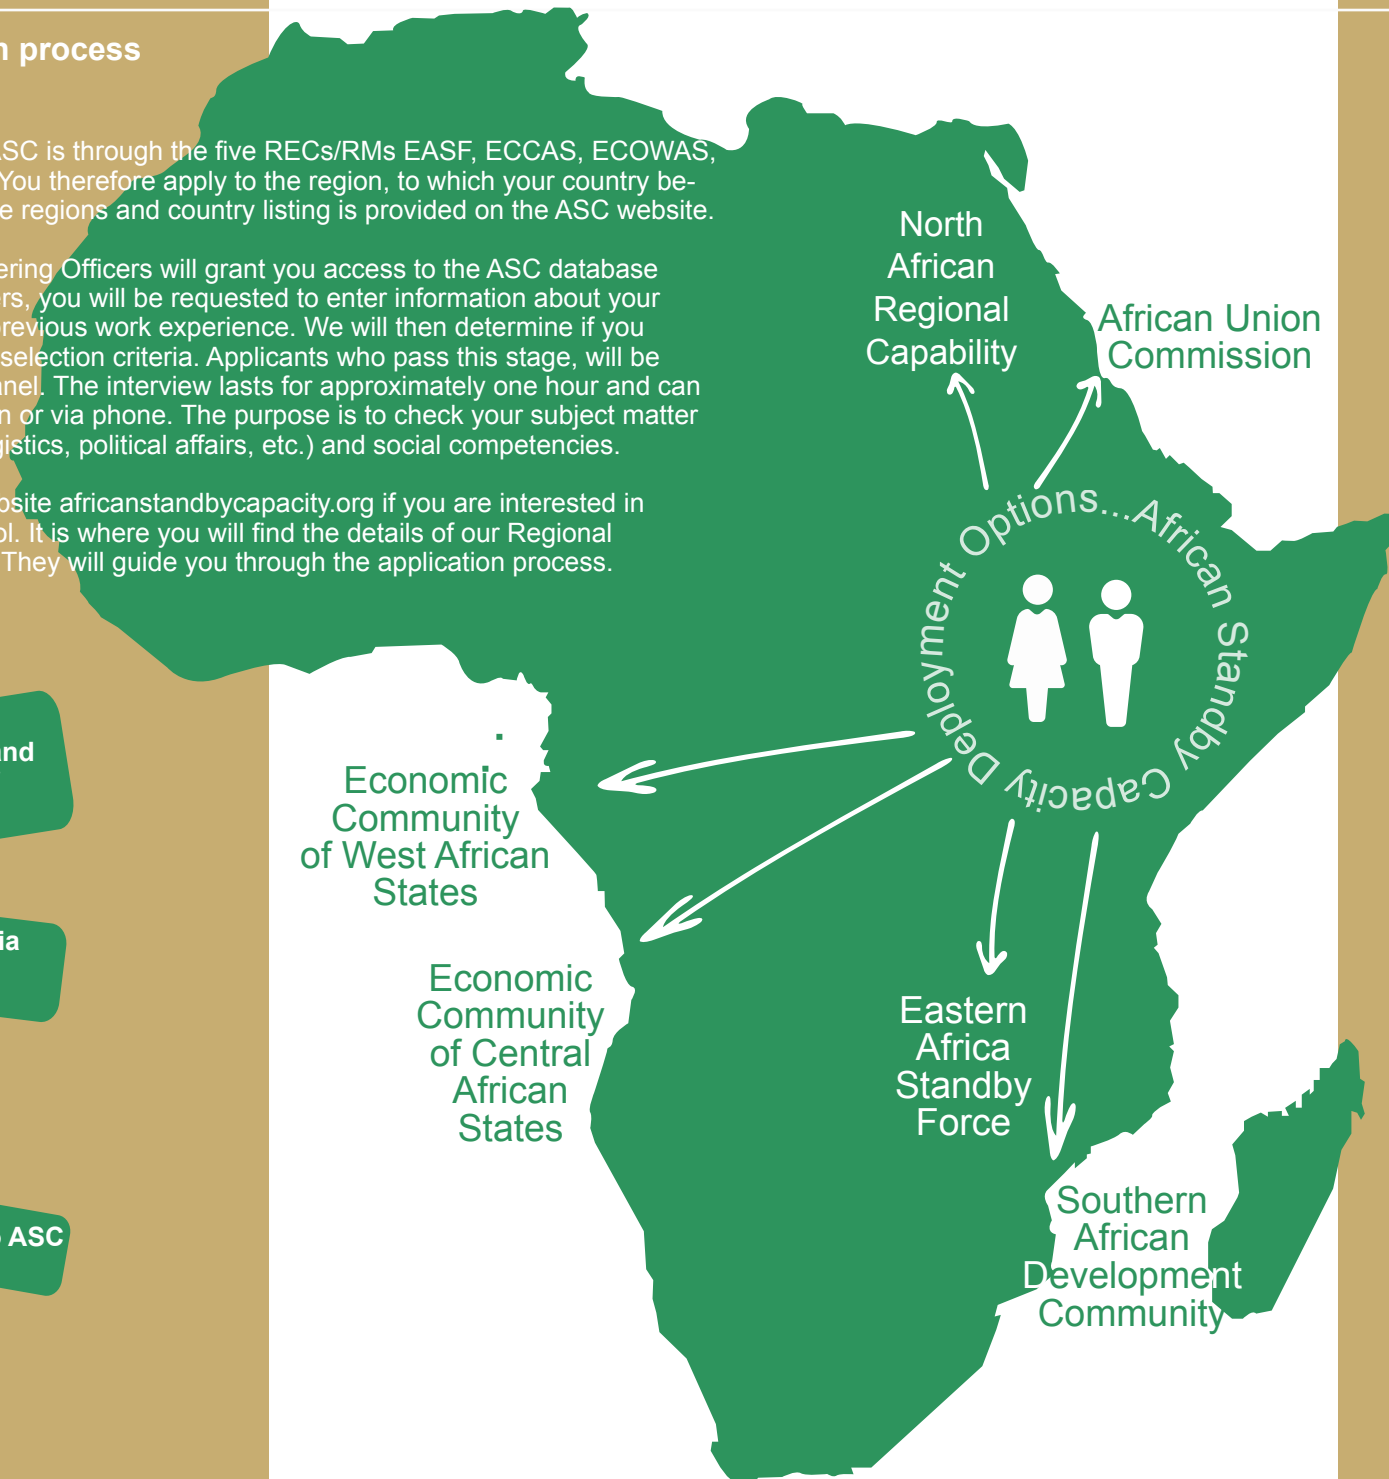 n process
ASC is through the five RECs/RMs EASF, ECCAS, ECOWAS,
You therefore apply to the region, to which your country be-
e regions and country listing is provided on the ASC website.
ering Officers will grant you access to the ASC database
rs, you will be requested to enter information about your
previous work experience. We will then determine if you
selection criteria. Applicants who pass this stage, will be
nel. The interview lasts for approximately one hour and can
n or via phone. The purpose is to check your subject matter
gistics, political affairs, etc.) and social competencies.
bsite africanstandbycapacity.org if you are interested in
ol. It is where you will find the details of our Regional
They will guide you through the application process.
and
ia
ASC
North
African
Regional
Capability
African Union
Commission
Deployment Options...African Standby Capacity
Economic
Community
of West African
States
Economic
Community
of Central
African
States
Eastern
Africa
Standby
Force
Southern
African
Development
Community